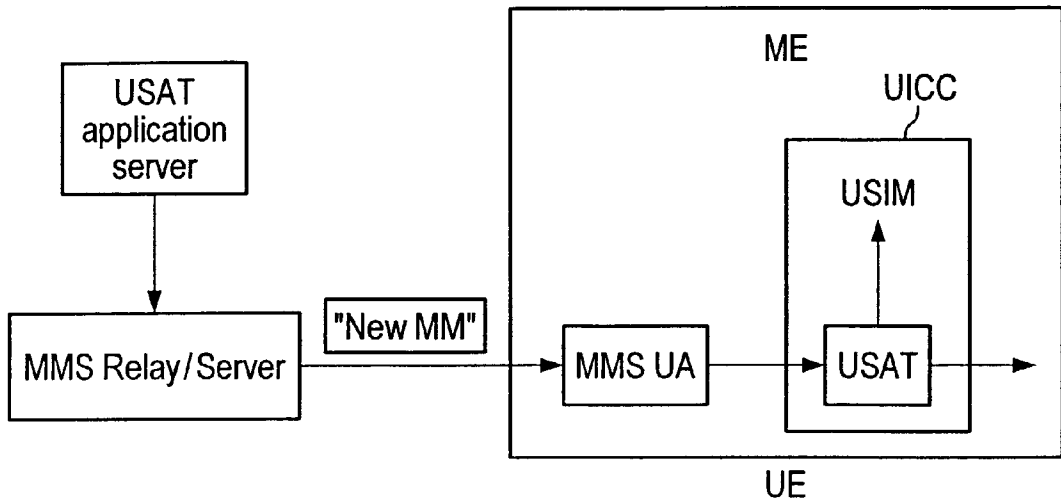 USAT
application
server
MMS Relay/Server
"New MM"
ME
UICC
USIM
MMS UA
USAT
UE